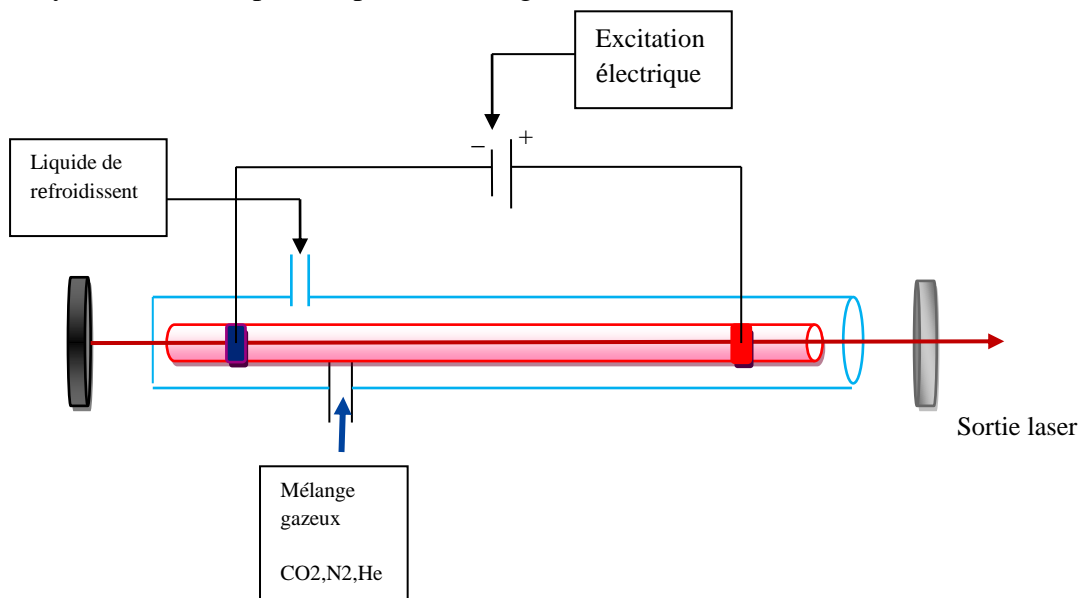 Excitation
électrique
− +
Liquide de
refroidissent
Sortie laser
Mélange
gazeux
CO2,N2,He